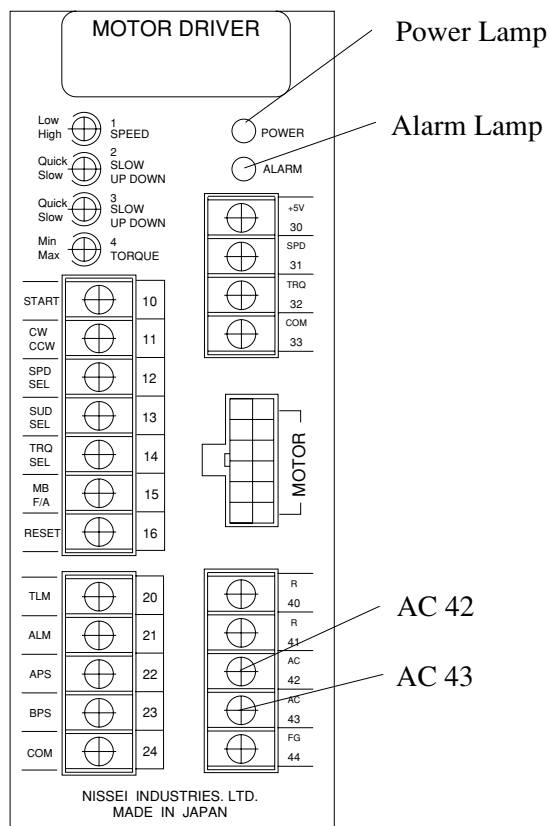 MOTOR DRIVER
Power Lamp
Alarm Lamp
Low
High
1
SPEED
POWER
Quick
Slow
2
SLOW
UP DOWN
ALARM
Quick
Slow
3
SLOW
UP DOWN
Min
Max
4
TORQUE
+5V
30
SPD
31
TRQ
32
COM
33
START 10
CW
CCW
11
SPD
SEL
12
SUD
SEL
13
TRQ
SEL
14
MB
F/A
15
RESET 16
MOTOR
TLM 20
ALM 21
APS 22
BPS 23
COM 24
R
40
R
41
AC
42
AC
43
FG
44
AC 42
AC 43
NISSEI INDUSTRIES. LTD.
MADE IN JAPAN